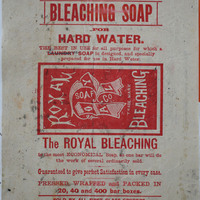 BLEACHING SOAP
FOR
HARD WATER.
THE BEST IN USE for all purposes for which a
LAUNDRY SOAP is designed, and specially
prepared for use in Hard Water.
ROYAL
SOAP
BLEACHING
The ROYAL BLEACHING
is the most ECONOMICAL Soap, as one bar will do
the work of several ordinarily sold.
Guaranteed to give perfect Satisfaction in every case.
PRESSED, WRAPPED and PACKED IN
20, 40 and 400 bar boxes.